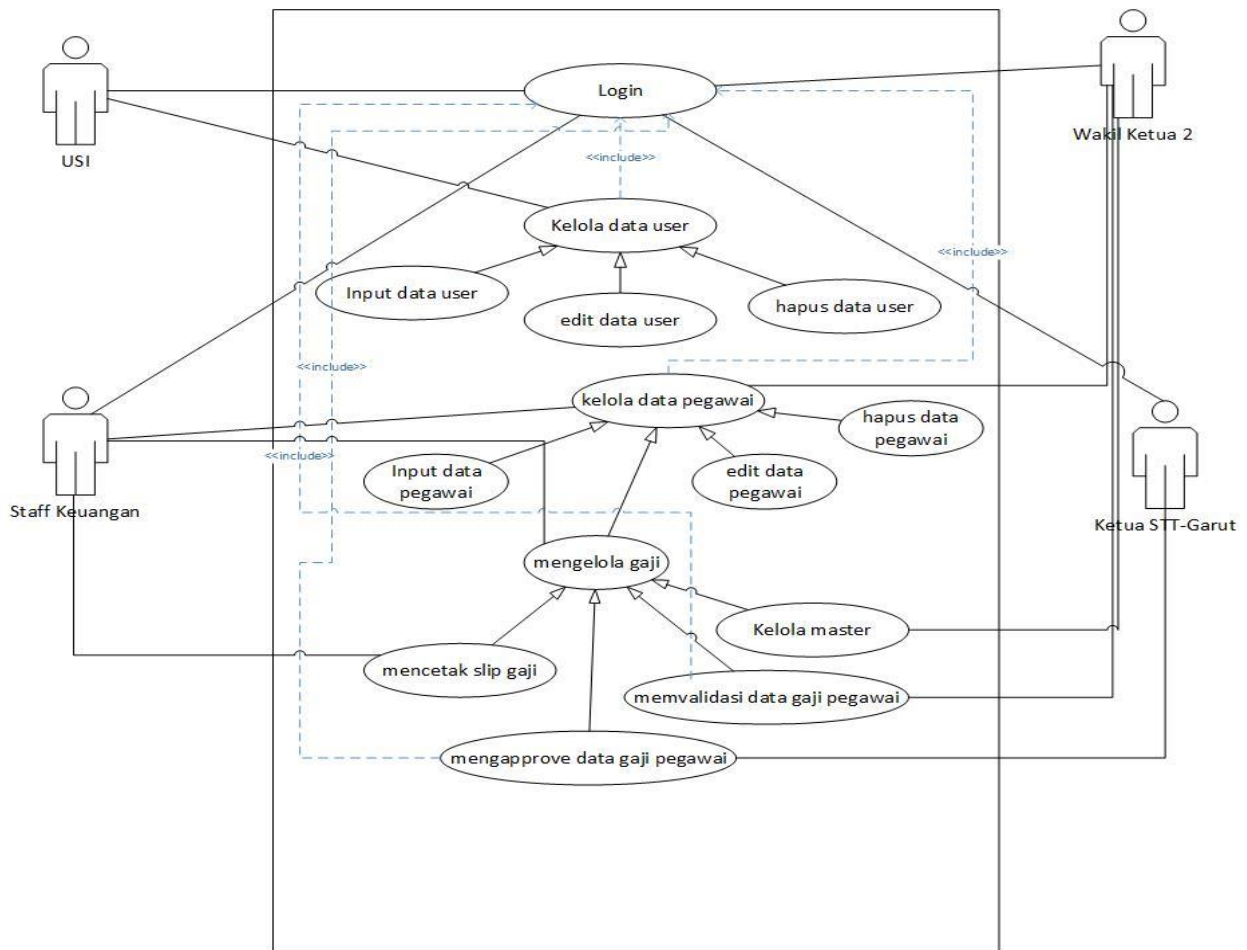 Login
USI
Wakil Ketua 2
<<include>>
Kelola data user
<<include>>
Input data user
edit data user
hapus data user
<<include>>
kelola data pegawai
hapus data
pegawai
<<include>>
Input data
pegawai
edit data
pegawai
Staff Keuangan
Ketua STT-Garut
mengelola gaji
Kelola master
mencetak slip gaji
memvalidasi data gaji pegawai
mengapprove data gaji pegawai